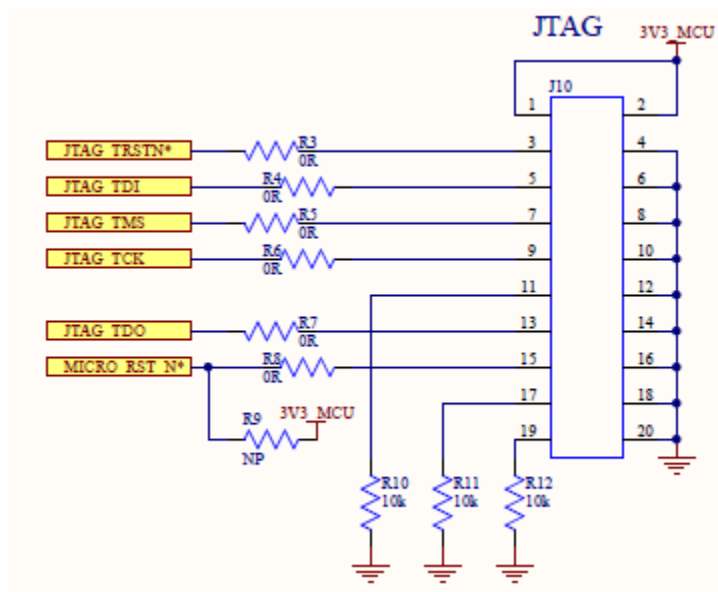 JTAG
3V3_MCU
J10
1 2
JTAG_TRSTN* R3 3 4
0R
JTAG_TDI R4 5 6
0R
JTAG_TMS R5 7 8
0R
JTAG_TCK R6 9 10
0R
11 12
JTAG_TDO R7 13 14
0R
MICRO_RST_N* R8 15 16
0R
17 18
R9 3V3_MCU
19 20
NP
R10 R11 R12
10k 10k 10k